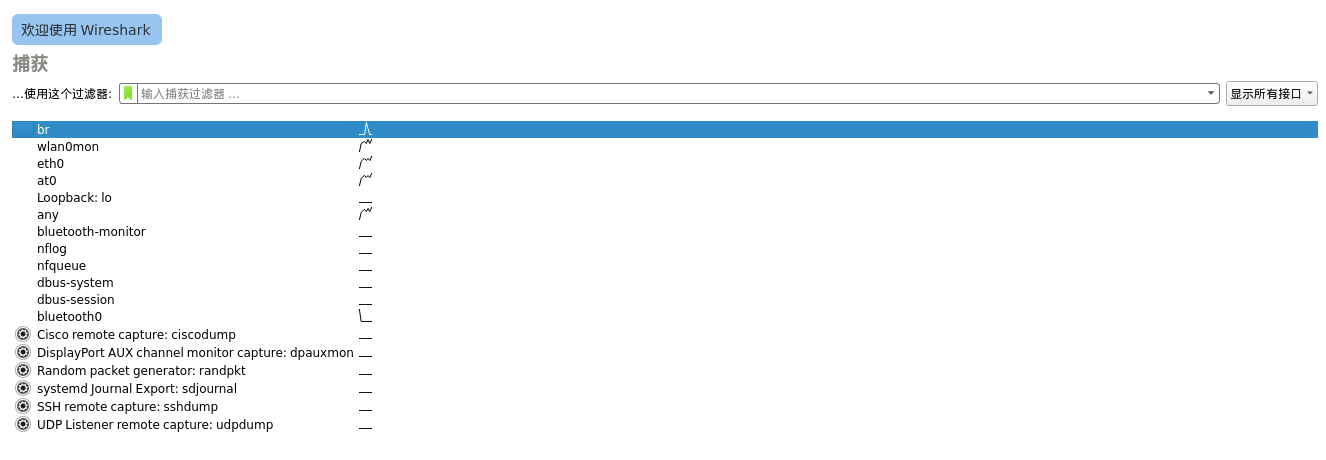 欢迎使用 Wireshark
捕获
…使用这个过滤器: 输入捕获过滤器 … 显示所有接口
br
wlan0mon
eth0
at0
Loopback: lo
any
bluetooth-monitor
nflog
nfqueue
dbus-system
dbus-session
bluetooth0
Cisco remote capture: ciscodump
DisplayPort AUX channel monitor capture: dpauxmon
Random packet generator: randpkt
systemd Journal Export: sdjournal
SSH remote capture: sshdump
UDP Listener remote capture: udpdump